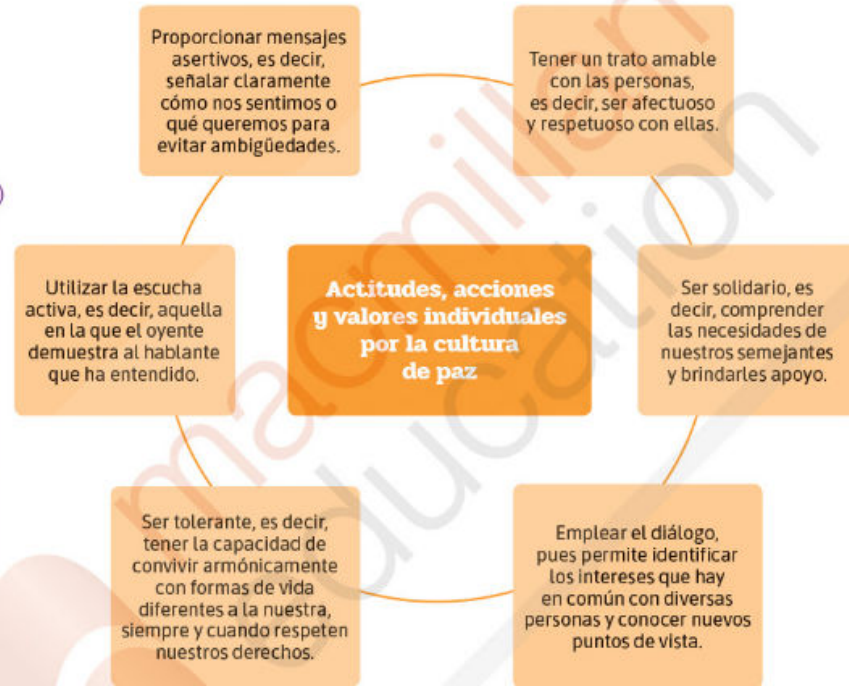 Proporcionar mensajes
asertivos, es decir,
señalar claramente
cómo nos sentimos o
qué queremos para
evitar ambigüedades.
Tener un trato amable
con las personas,
es decir, ser afectuoso
y respetuoso con ellas.
)
Utilizar la escucha
activa, es decir, aquella
en la que el oyente
demuestra al hablante
que ha entendido.
Actitudes, acciones
y valores individuales
por la cultura
de paz
Ser solidario, es
decir, comprender
las necesidades de
nuestros semejantes
y brindarles apoyo.
Ser tolerante, es decir,
tener la capacidad de
convivir armónicamente
con formas de vida
diferentes a la nuestra,
siempre y cuando respeten
nuestros derechos.
Emplear el diálogo,
pues permite identificar
los intereses que hay
en común con diversas
personas y conocer nuevos
puntos de vista.
macmillan
education